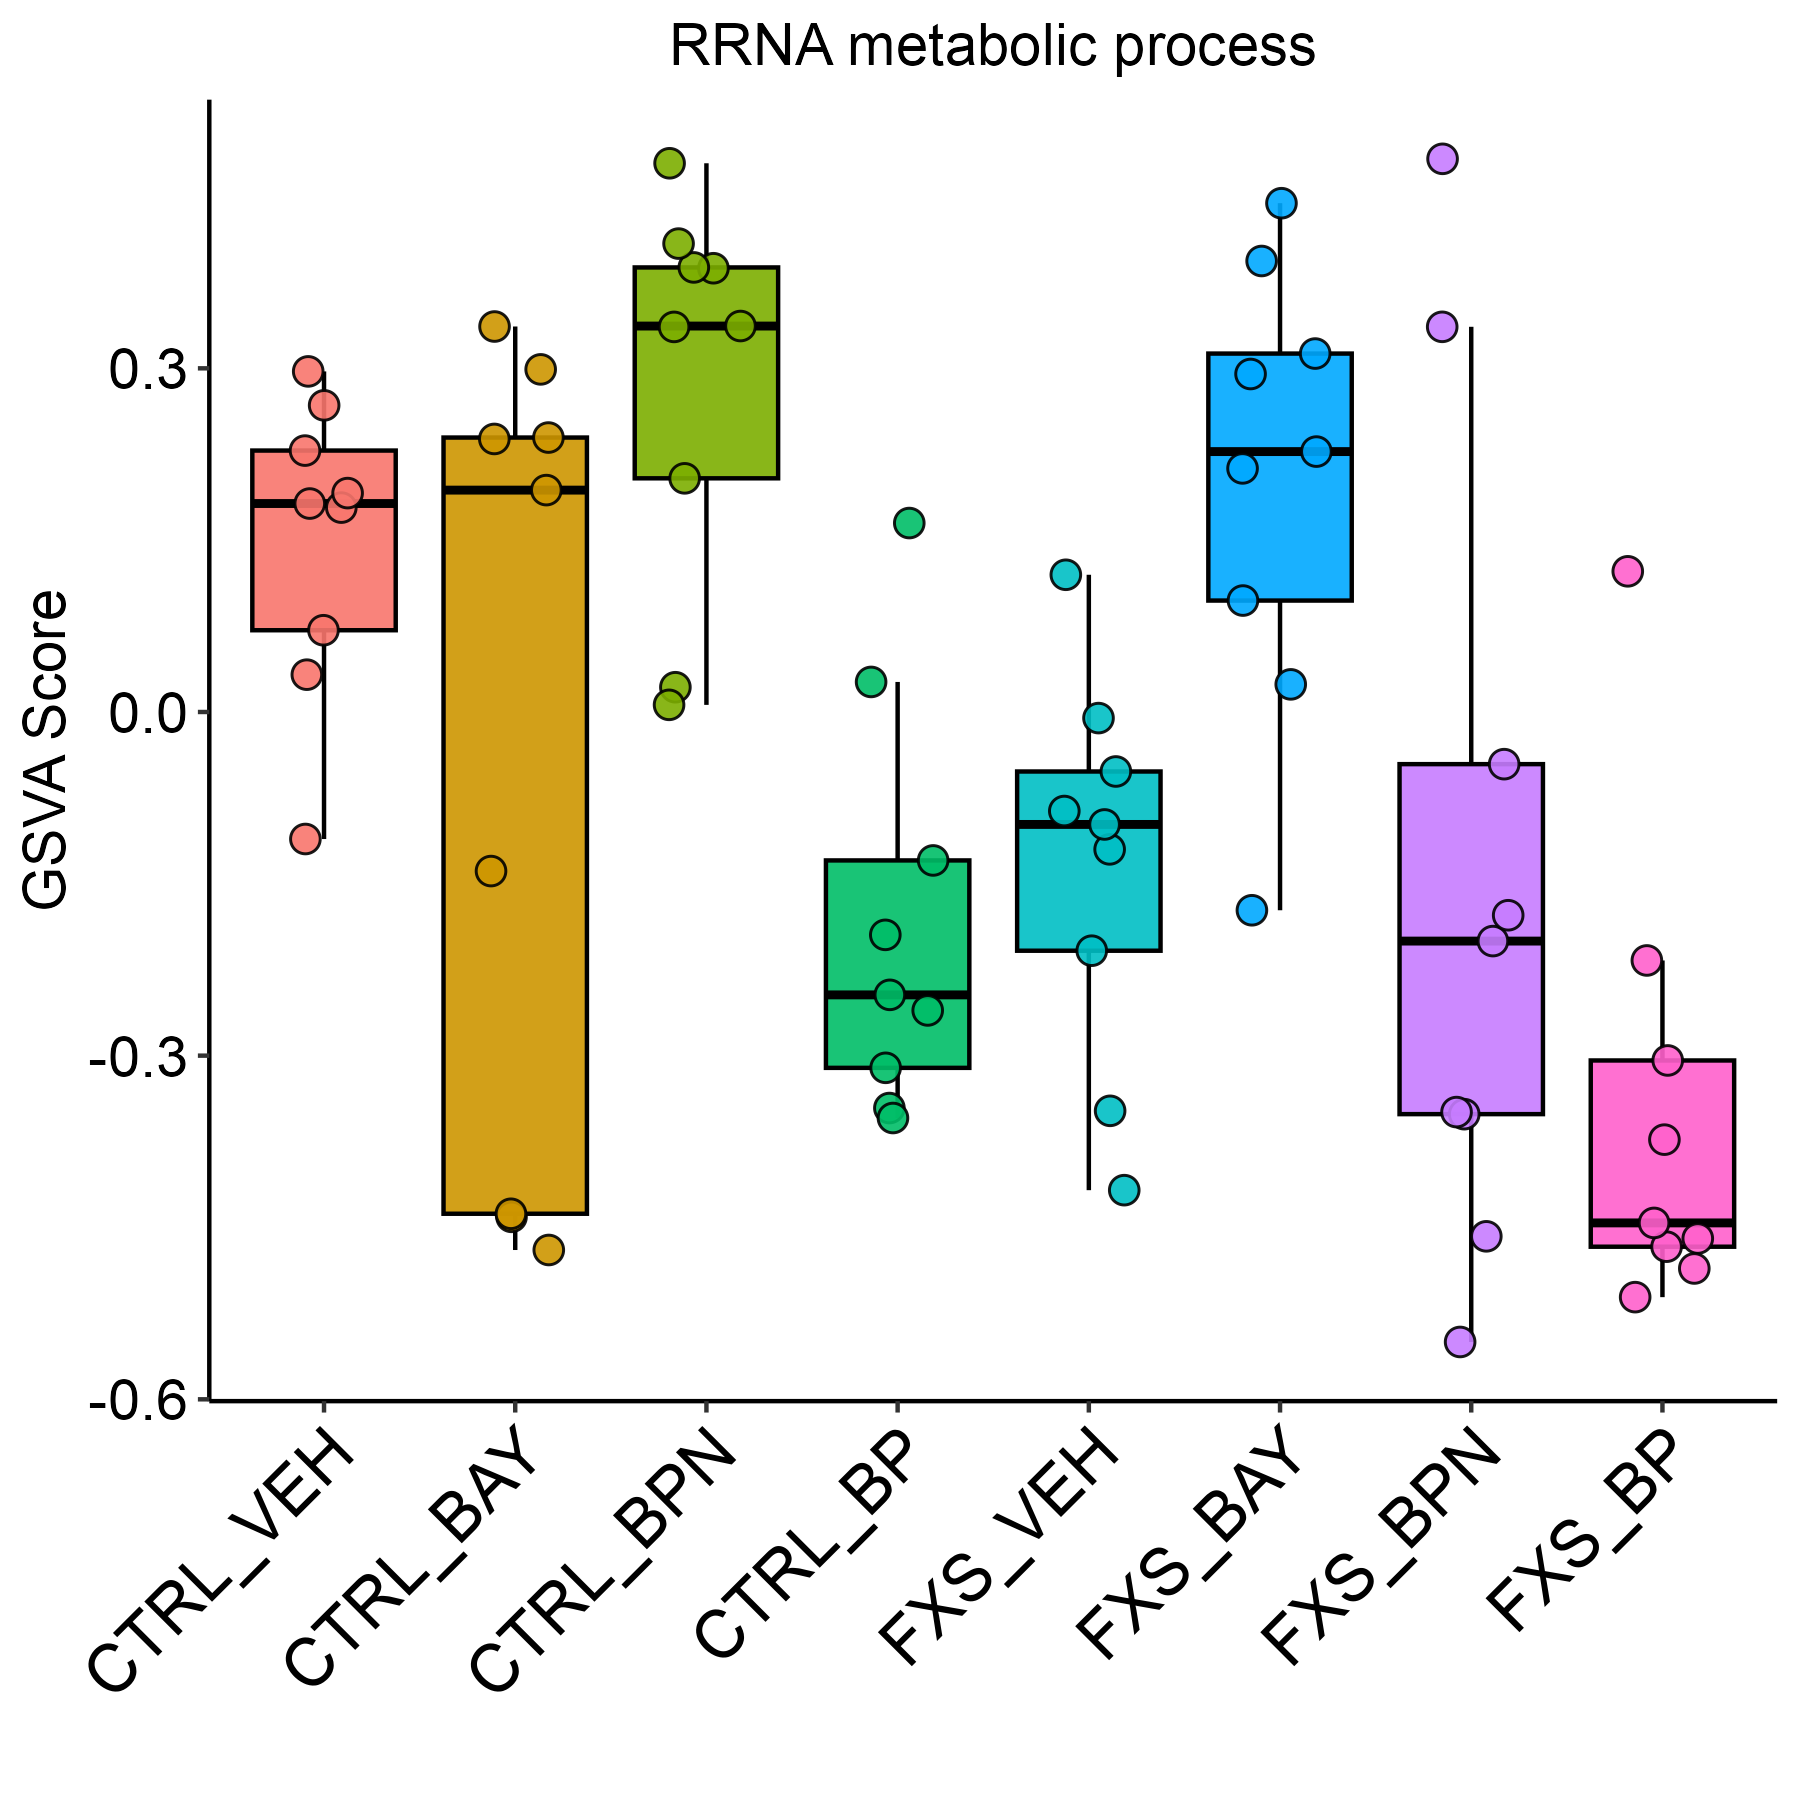 RRNA metabolic process
GSVA Score
0.3
0.0
-0.3
-0.6
CTRL_VEH
CTRL_BAY
CTRL_BPN
CTRL_BP
FXS_VEH
FXS_BAY
FXS_BPN
FXS_BP